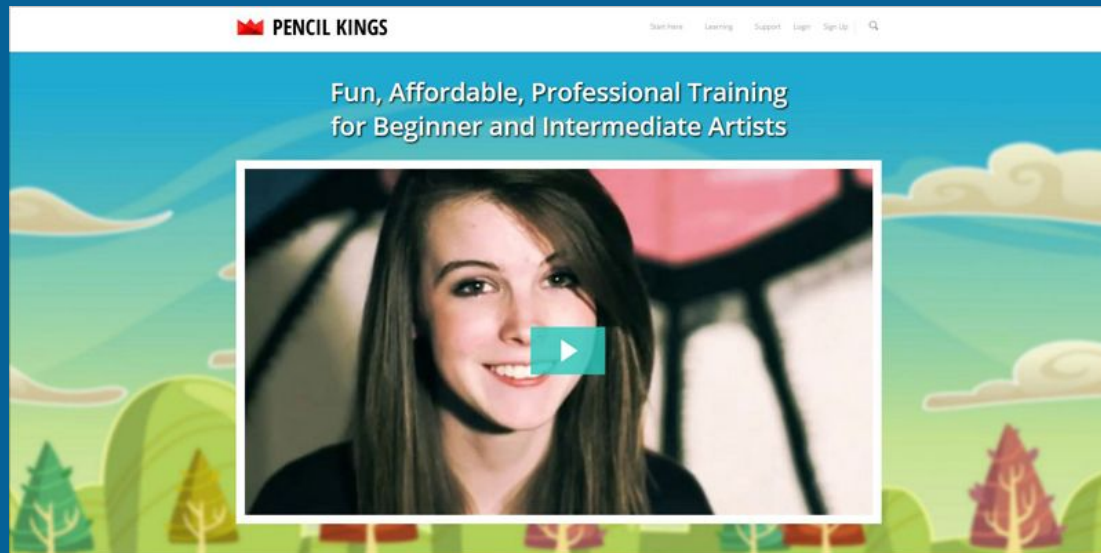 PENCIL KINGS
Start Here Learning Support Login Sign Up
Fun, Affordable, Professional Training
for Beginner and Intermediate Artists